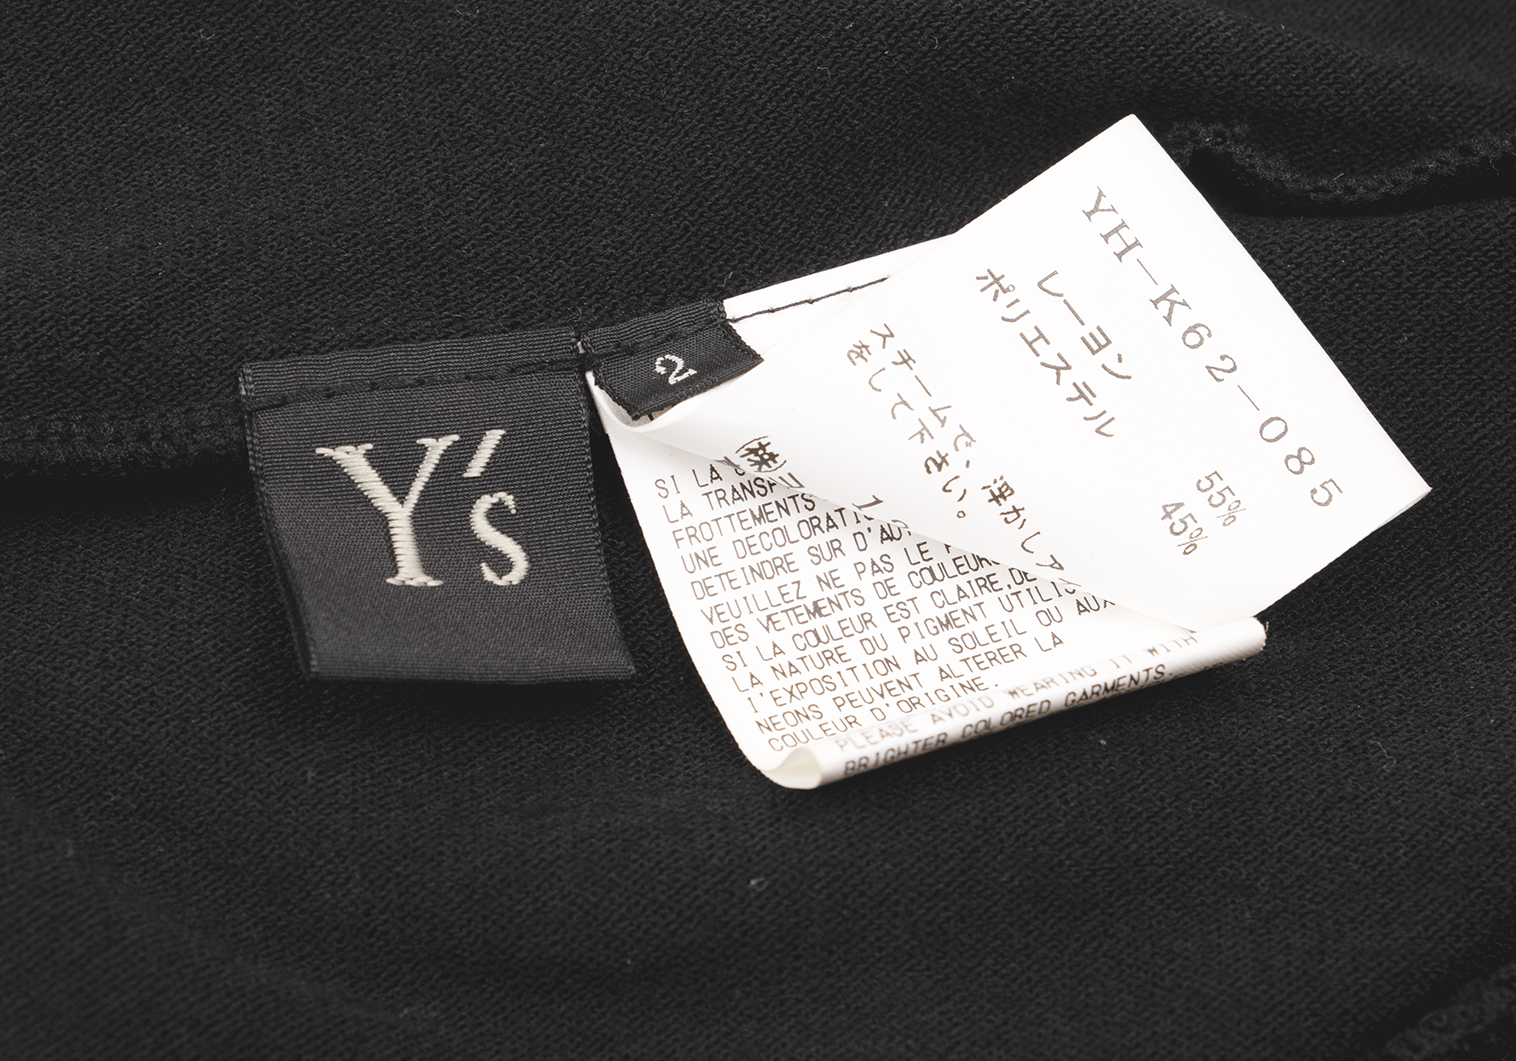 Y's
2
YH-K62-085
レーヨン 55%
ポリエステル 45%
スチームで、浮かしア
をして下さい。
(株)
SI LA
LA TRANSP
FROTTEMENTS
UNE DECOLORATI
DETEINDRE SUR D'AUT
VEUILLEZ NE PAS LE P
DES VETEMENTS DE COULEUR
SI LA COULEUR EST CLAIRE, DE
LA NATURE DU PIGMENT UTILIS
L'EXPOSITION AU SOLEIL OU AUX
NEONS PEUVENT ALTERER LA
COULEUR D'ORIGINE.
PLEASE AVOID WEARING IT WITH
BRIGHTER COLORED GARMENTS.